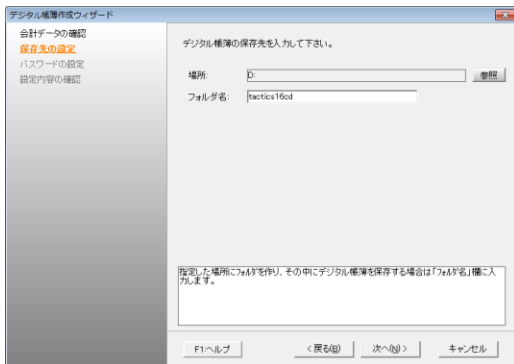 デジタル帳簿作成ウィザード
会計データの確認
保存先の設定
パスワードの設定
設定内容の確認
デジタル帳簿の保存先を入力して下さい。
場所: D: 参照
フォルダ名: tactics16cd
指定した場所にフォルダを作り、その中にデジタル帳簿を保存する場合は「フォルダ名」欄に入
力します。
F1:ヘルプ <戻る(B) 次へ(N)> キャンセル